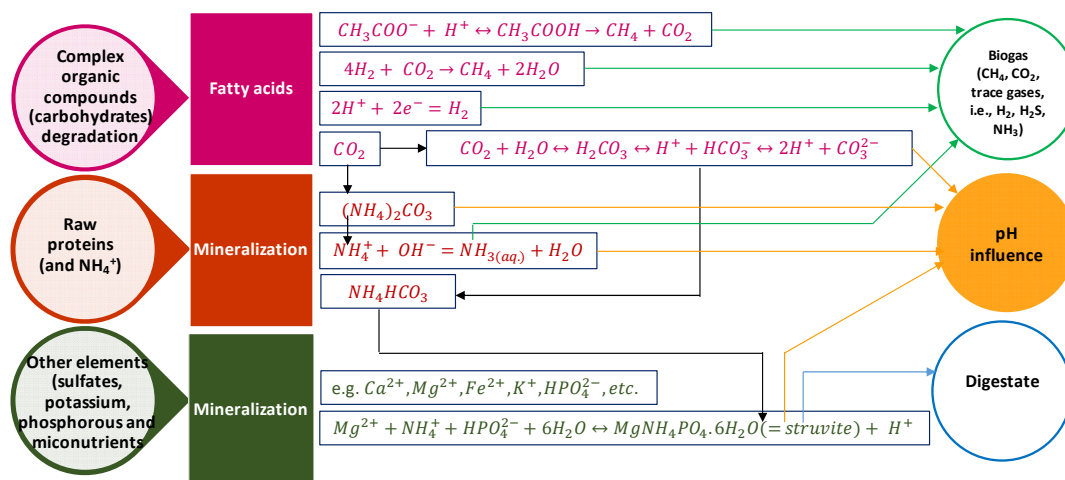 Complex
organic
compounds
(carbohydrates)
degradation
Fatty acids
CH₃COO⁻ + H⁺ ↔ CH₃COOH → CH₄ + CO₂
4H₂ + CO₂ → CH₄ + 2H₂O
2H⁺ + 2e⁻ = H₂
CO₂
CO₂ + H₂O ↔ H₂CO₃ ↔ H⁺ + HCO₃⁻ ↔ 2H⁺ + CO₃²⁻
Biogas
(CH₄, CO₂,
trace gases,
i.e., H₂, H₂S,
NH₃)
Raw
proteins
(and NH₄⁺)
Mineralization
(NH₄)₂CO₃
NH₄⁺ + OH⁻ = NH₃(aq.) + H₂O
NH₄HCO₃
pH
influence
Other elements
(sulfates,
potassium,
phosphorous and
miconutrients
Mineralization
e.g. Ca²⁺, Mg²⁺, Fe²⁺, K⁺, HPO₄²⁻, etc.
Mg²⁺ + NH₄⁺ + HPO₄²⁻ + 6H₂O ↔ MgNH₄PO₄.6H₂O(= struvite) + H⁺
Digestate